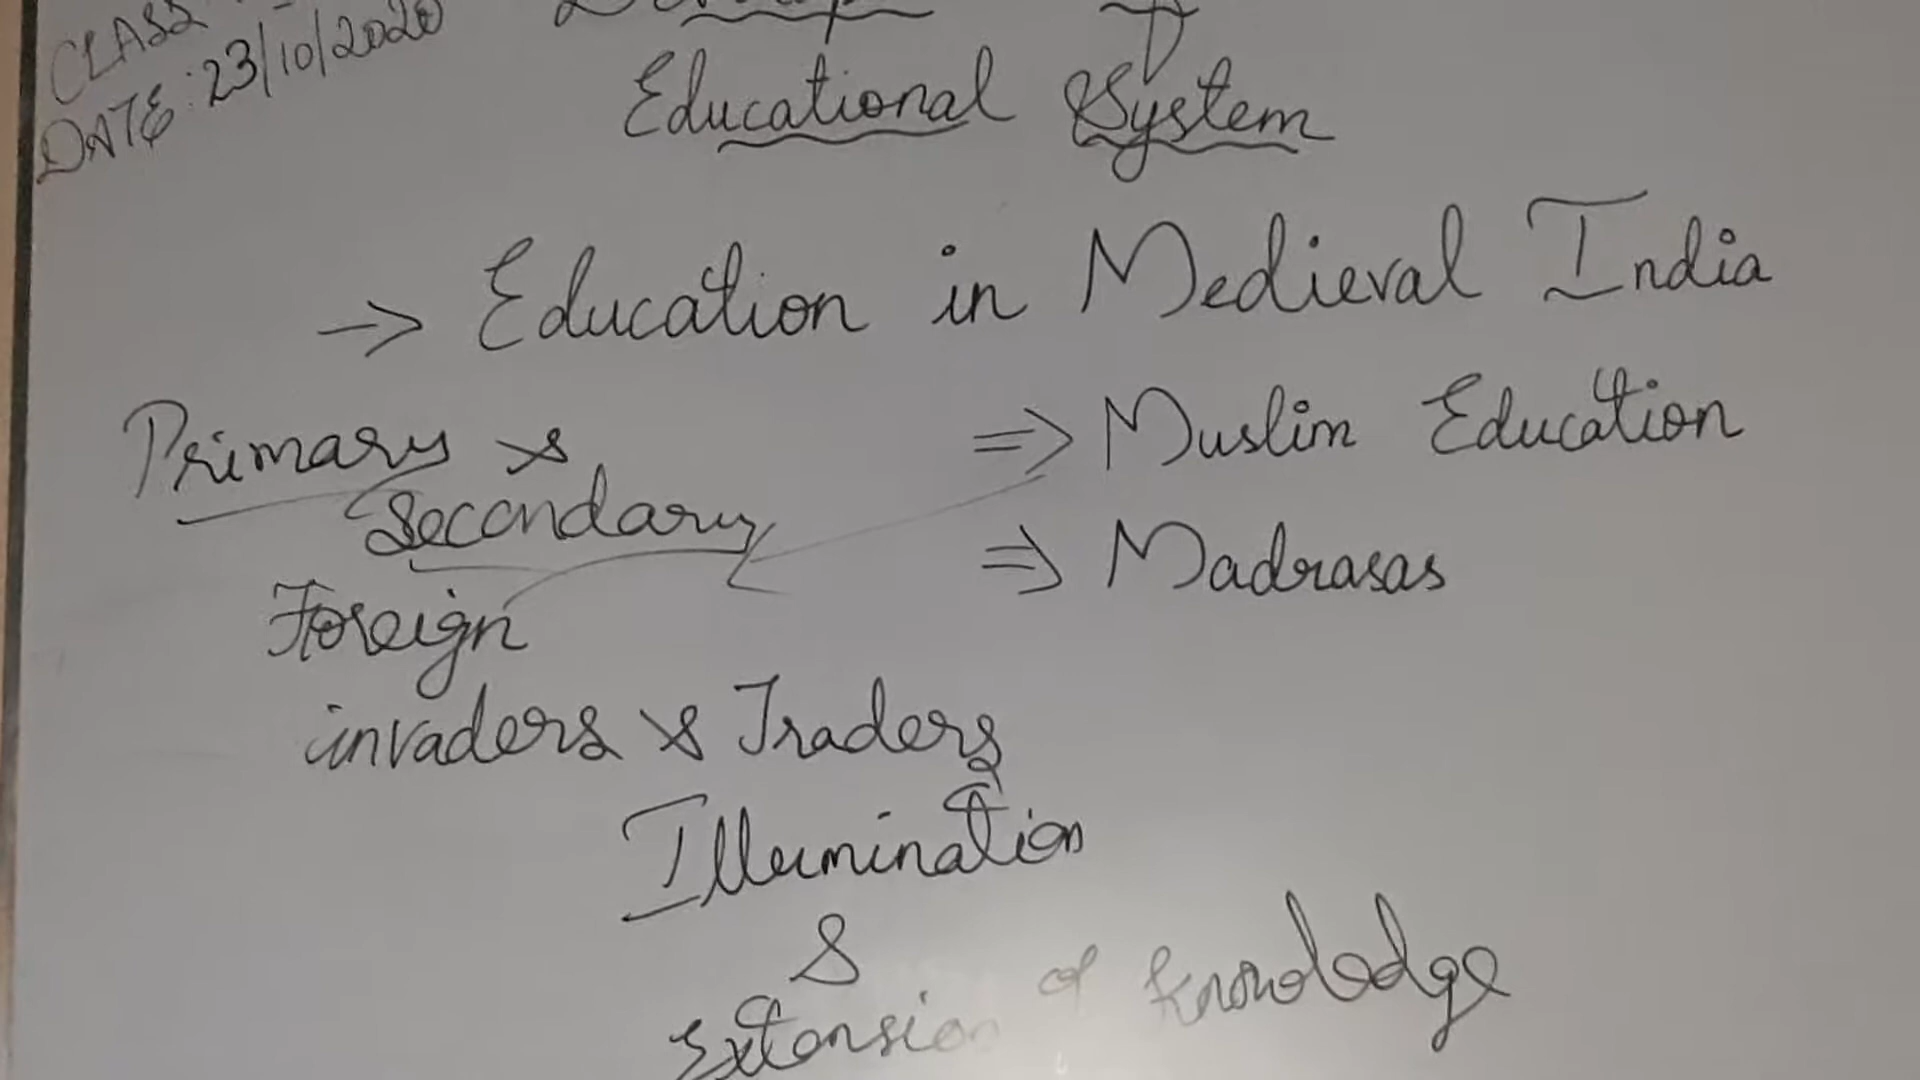 CLASS
DATE: 23/10/2020
Educational System
→ Education in Medieval India
Primary &
Secondary
⇒ Muslim Education
⇒ Madrasas
Foreign
invaders & Traders
Illumination
&
Extension of knowledge